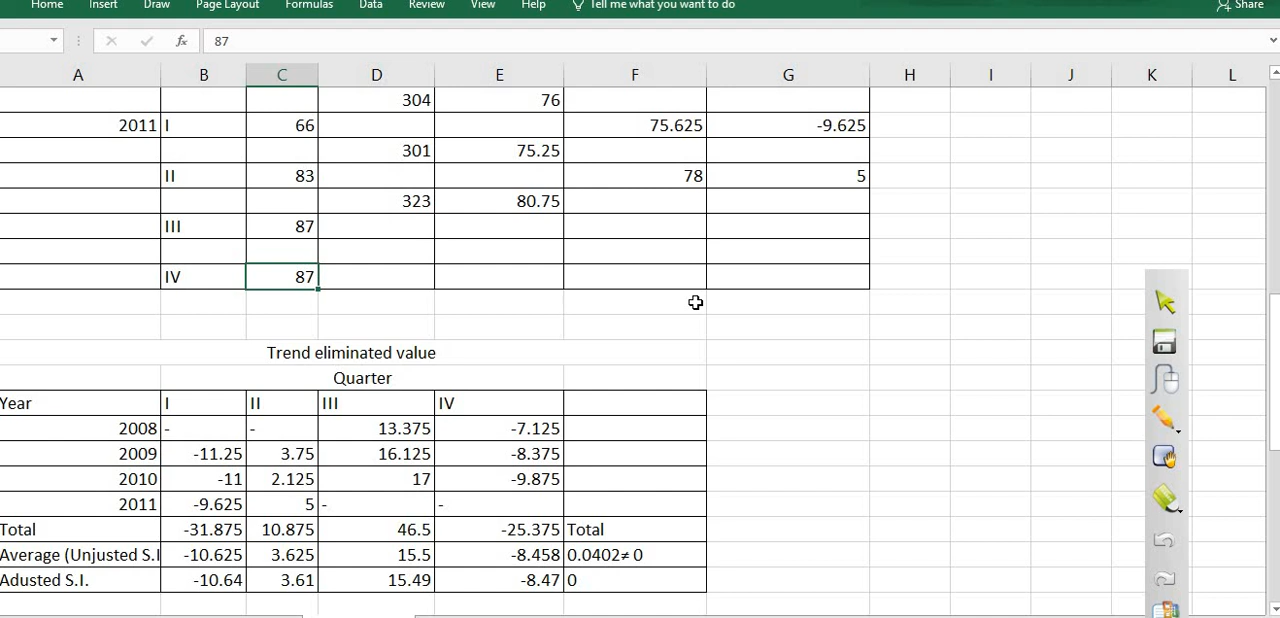 Home Insert Draw Page Layout Formulas Data Review View Help Tell me what you want to do Share
fx 87
A B C D E F G H I J K L
304 76
2011 I 66 75.625 -9.625
301 75.25
II 83 78 5
323 80.75
III 87
IV 87
Trend eliminated value
Quarter
Year I II III IV
2008 - - 13.375 -7.125
2009 -11.25 3.75 16.125 -8.375
2010 -11 2.125 17 -9.875
2011 -9.625 5 - -
Total -31.875 10.875 46.5 -25.375 Total
Average (Unjusted S.I -10.625 3.625 15.5 -8.458 0.0402≠ 0
Adusted S.I. -10.64 3.61 15.49 -8.47 0